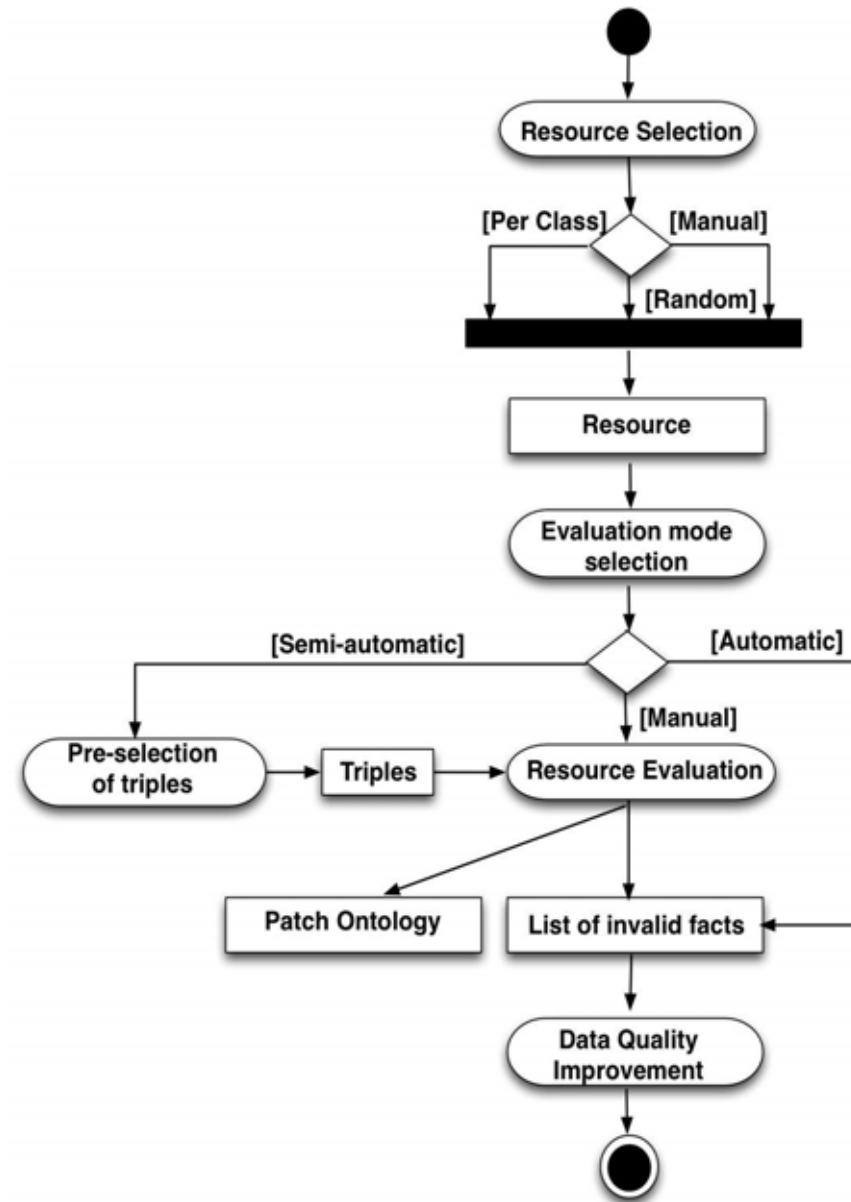 Resource Selection
[Per Class]
[Manual]
[Random]
Resource
Evaluation mode
selection
[Semi-automatic]
[Automatic]
[Manual]
Pre-selection
of triples
Triples
Resource Evaluation
Patch Ontology
List of invalid facts
Data Quality
Improvement